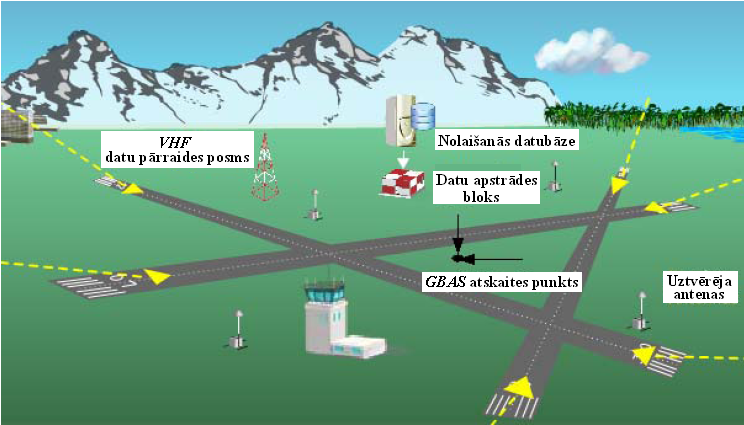 VHF
datu pārraides posms
Nolaišanās datubāze
Datu apstrādes
bloks
GBAS atskaites punkts
Uztvērēja
antenas